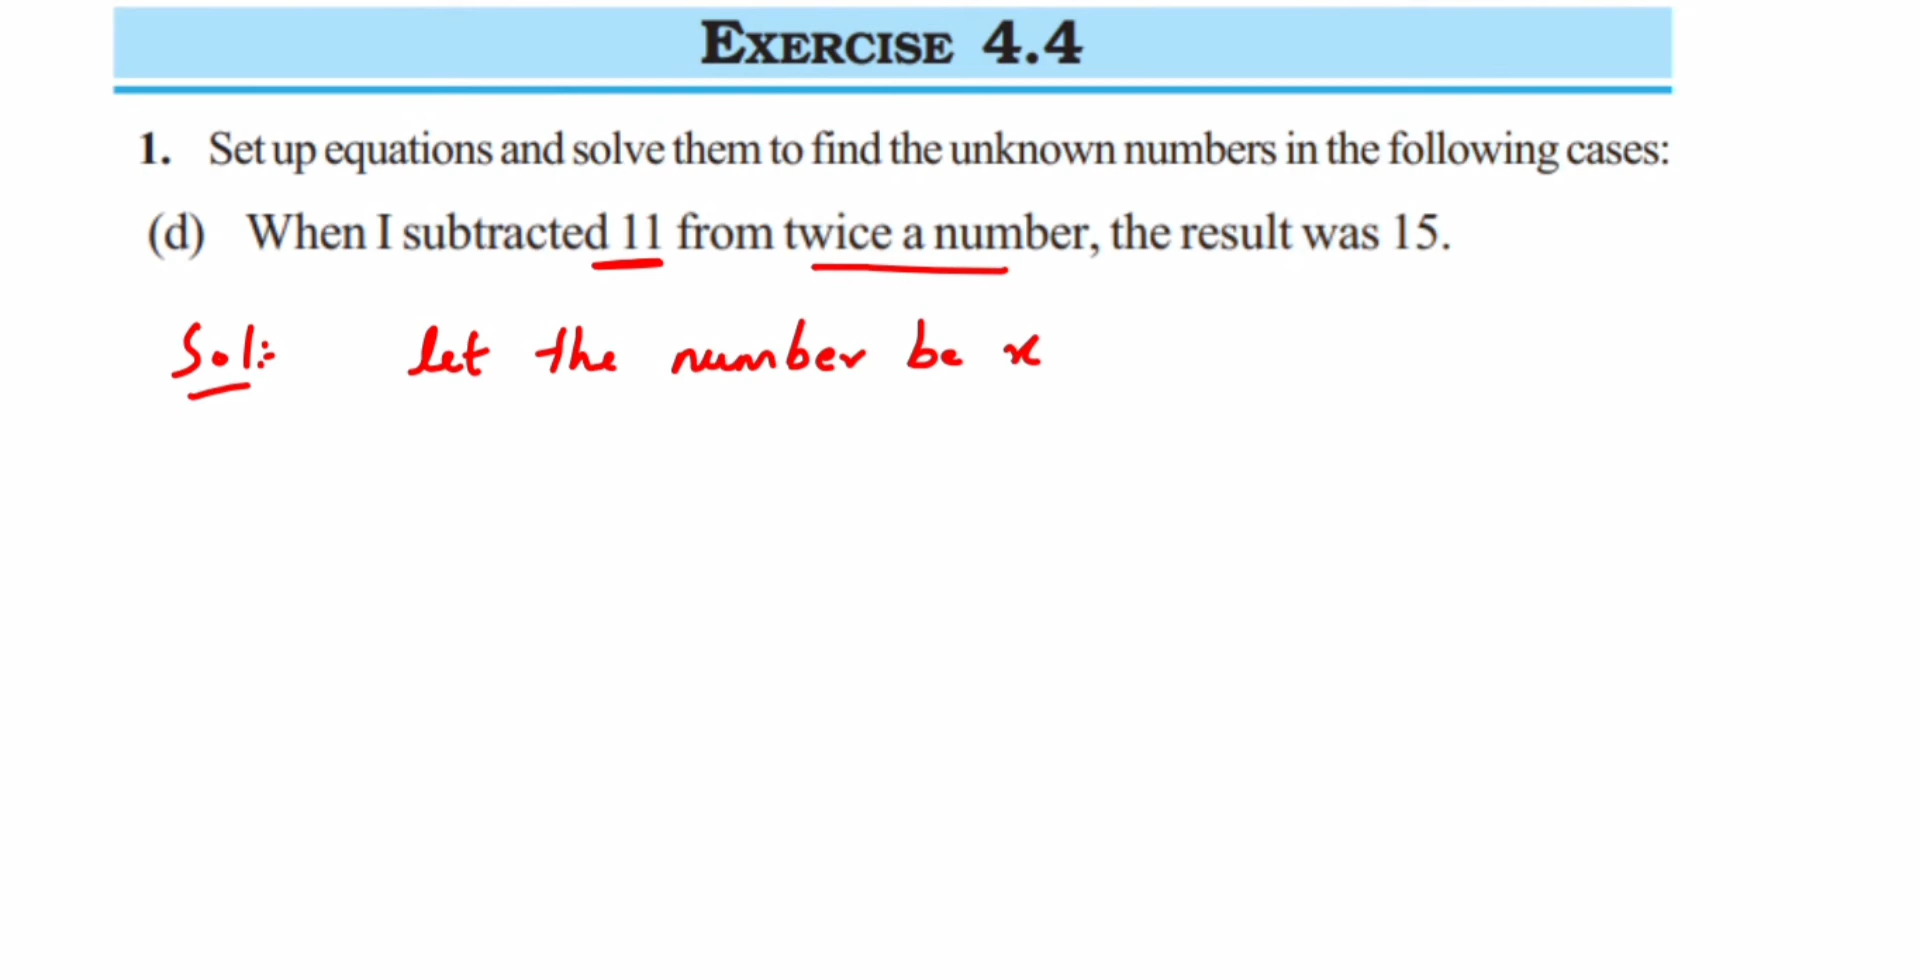 EXERCISE 4.4
1. Set up equations and solve them to find the unknown numbers in the following cases:
(d) When I subtracted 11 from twice a number, the result was 15.
Sol:- let the number be x